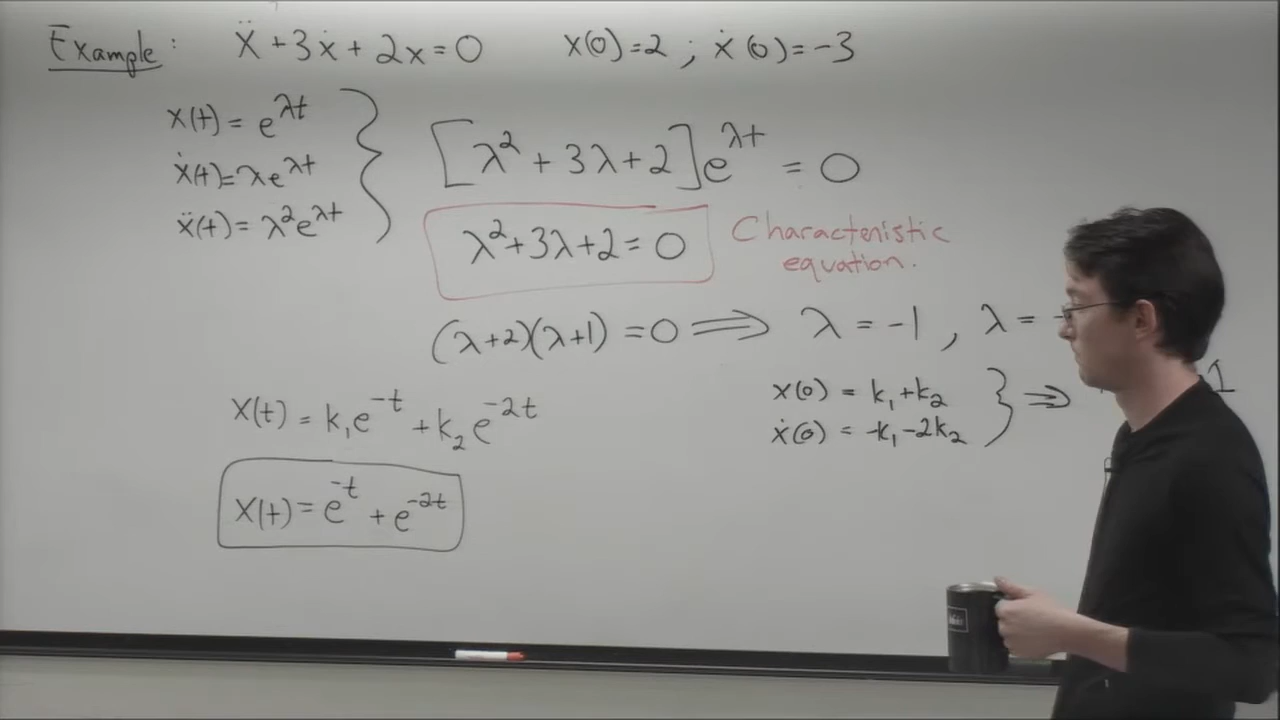 Example: ẍ + 3ẋ + 2x = 0 x(0) = 2 ; ẋ(0) = -3
x(t) = e^λt
ẋ(t) = λe^λt
ẍ(t) = λ²e^λt
[λ² + 3λ + 2]e^λt = 0
λ² + 3λ + 2 = 0
Characteristic
equation.
(λ+2)(λ+1) = 0 ⟹ λ = -1 , λ = -
x(t) = k₁e^-t + k₂e^-2t
x(0) = k₁ + k₂
ẋ(0) = -k₁ - 2k₂
} ⟹ 1
x(t) = e^-t + e^-2t